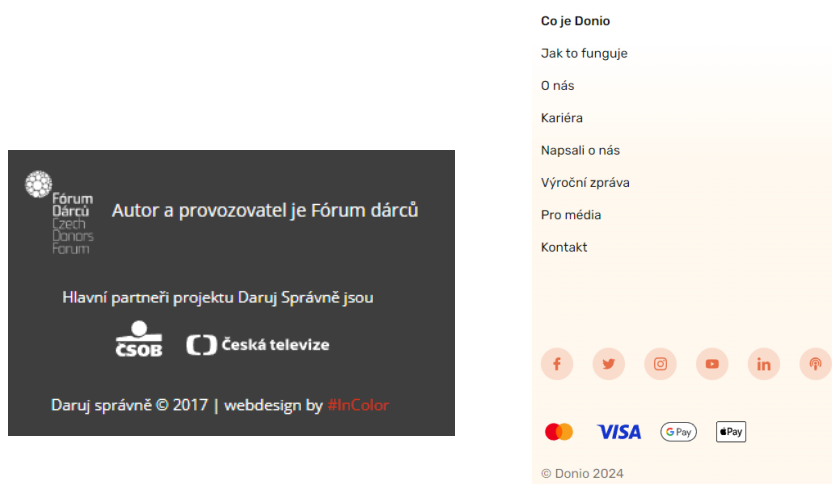 Fórum
Dárců
Czech
Donors
Forum
Autor a provozovatel je Fórum dárců
Hlavní partneři projektu Daruj Správně jsou
ČSOB
Česká televize
Daruj správně © 2017 | webdesign by #InColor
Co je Donio
Jak to funguje
O nás
Kariéra
Napsali o nás
Výroční zpráva
Pro média
Kontakt
VISA
G Pay
Pay
© Donio 2024